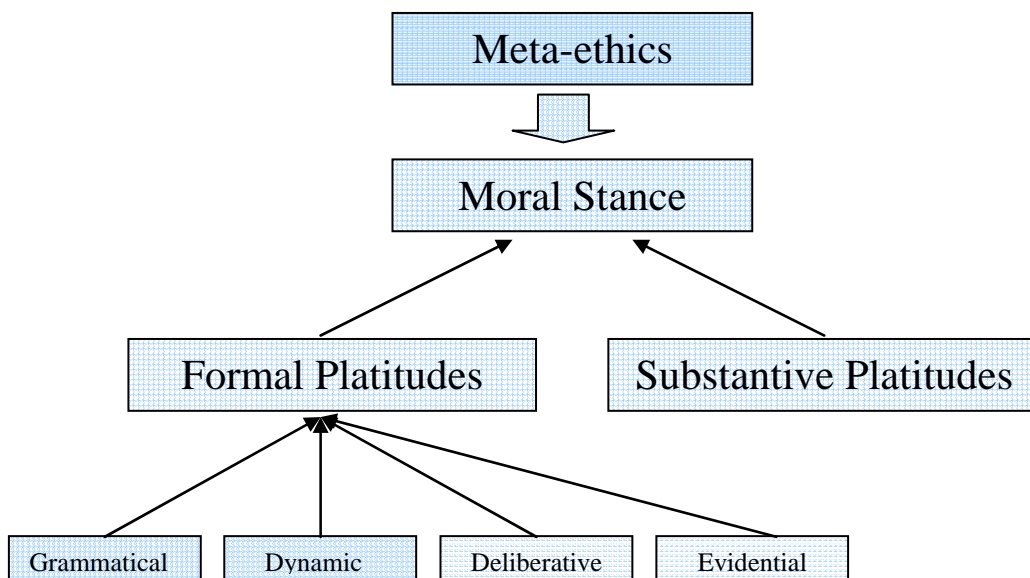 Meta-ethics
Moral Stance
Formal Platitudes
Substantive Platitudes
Grammatical
Dynamic
Deliberative
Evidential